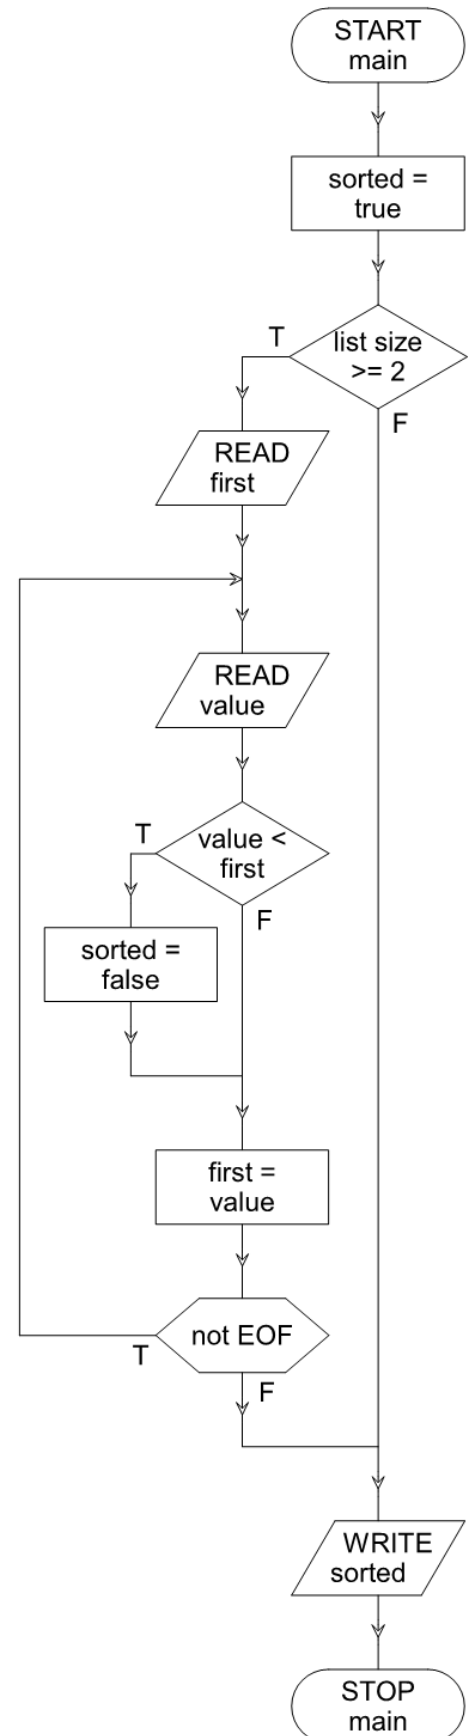 START
main
sorted =
true
T
list size
>= 2
F
READ
first
READ
value
T
value <
first
F
sorted =
false
first =
value
not EOF
T
F
WRITE
sorted
STOP
main